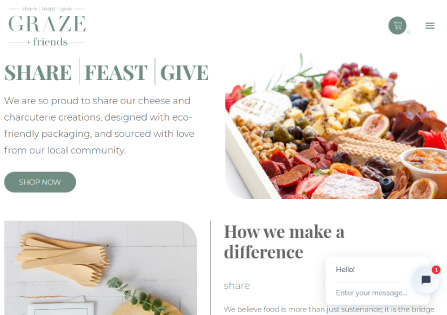 share | feast | give
GRAZE
+ friends
SHARE FEAST GIVE
We are so proud to share our cheese and
charcuterie creations, designed with eco-
friendly packaging, and sourced with love
from our local community.
SHOP NOW
How we make a
difference
share
We believe food is more than just sustenance; it is the bridge
Hello!
1
Enter your message...